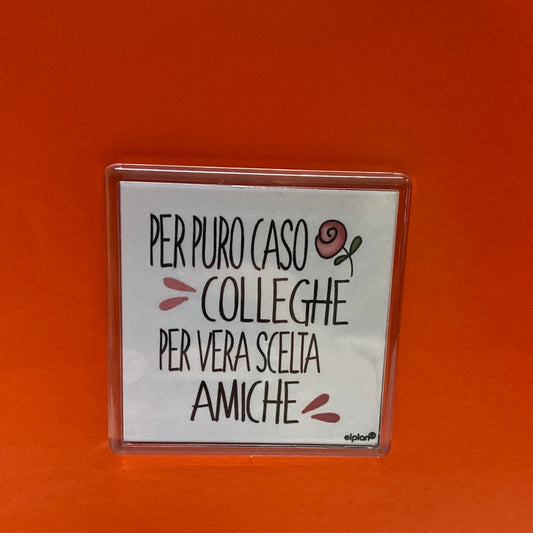 PER PURO CASO
COLLEGHE
PER VERA SCELTA
AMICHE
elplan